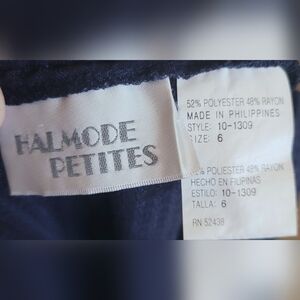 HALMODE
PETITES
52% POLYESTER 48% RAYON
MADE IN PHILIPPINES
STYLE: 10-1309
SIZE: 6
POLYESTER 48% RAYON
HECHO EN FILIPINAS
ESTILO: 10-1309
TALLA: 6
RN 52438